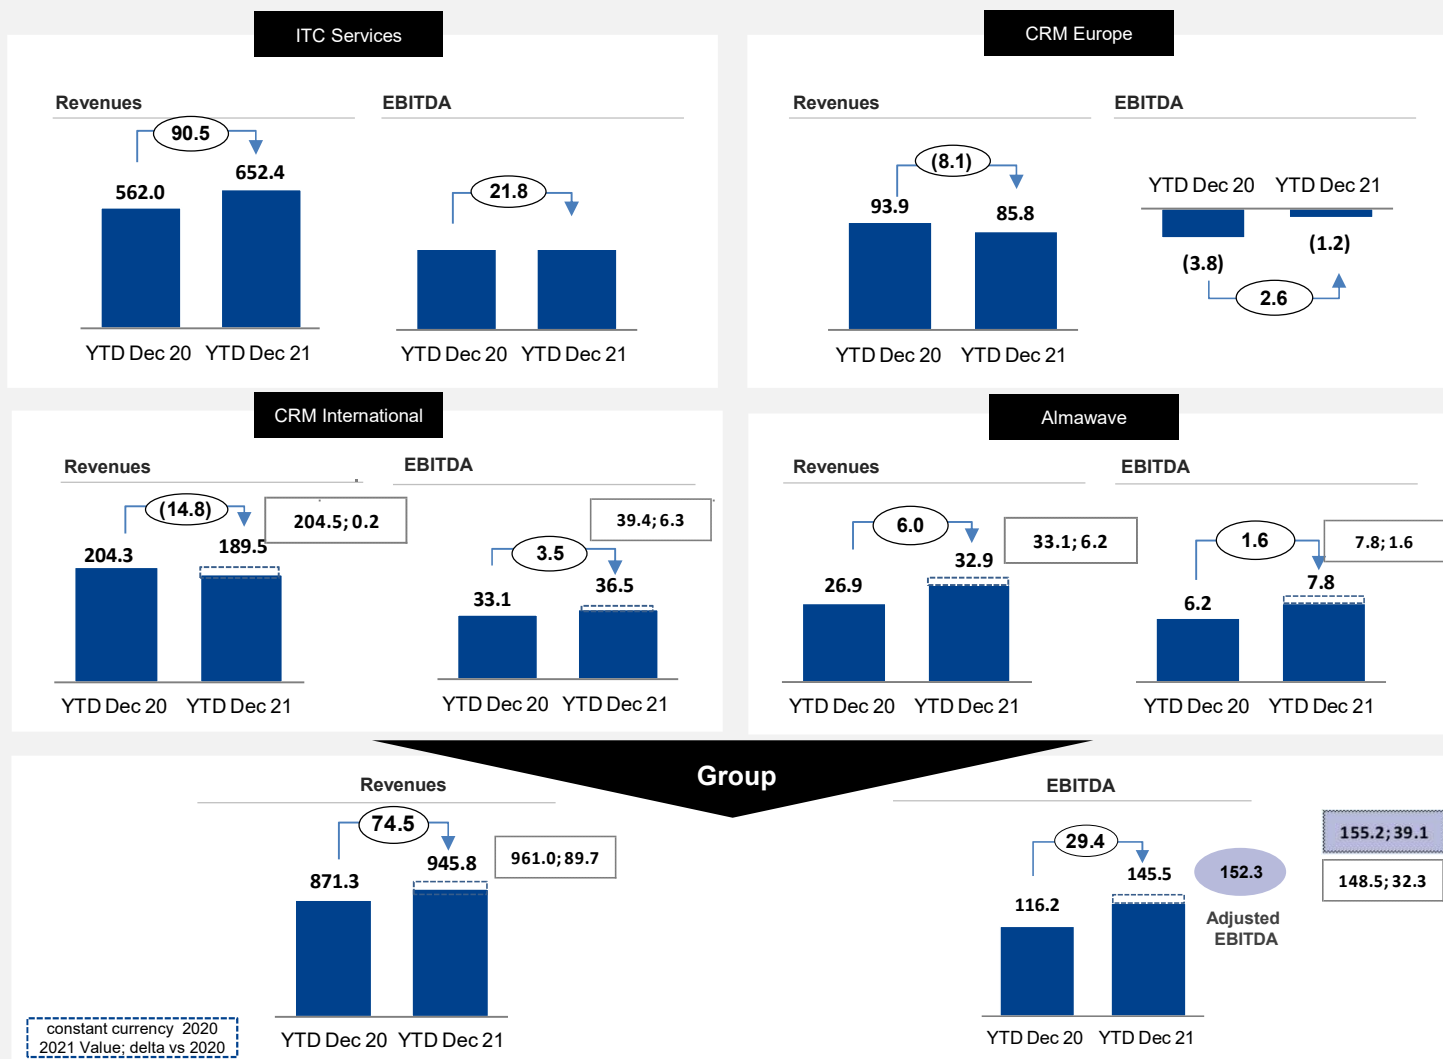 ITC Services
Revenues
90.5
562.0
652.4
YTD Dec 20 YTD Dec 21
EBITDA
21.8
YTD Dec 20 YTD Dec 21
CRM Europe
Revenues
(8.1)
93.9
85.8
YTD Dec 20 YTD Dec 21
EBITDA
YTD Dec 20 YTD Dec 21
(3.8)
(1.2)
2.6
CRM International
Revenues
(14.8)
204.5; 0.2
204.3
189.5
YTD Dec 20 YTD Dec 21
EBITDA
39.4; 6.3
3.5
33.1
36.5
YTD Dec 20 YTD Dec 21
Almawave
Revenues
6.0
33.1; 6.2
26.9
32.9
YTD Dec 20 YTD Dec 21
EBITDA
1.6
7.8; 1.6
6.2
7.8
YTD Dec 20 YTD Dec 21
Group
Revenues
74.5
961.0; 89.7
871.3
945.8
YTD Dec 20 YTD Dec 21
EBITDA
29.4
155.2; 39.1
148.5; 32.3
116.2
145.5
152.3
Adjusted
EBITDA
YTD Dec 20 YTD Dec 21
constant currency 2020
2021 Value; delta vs 2020